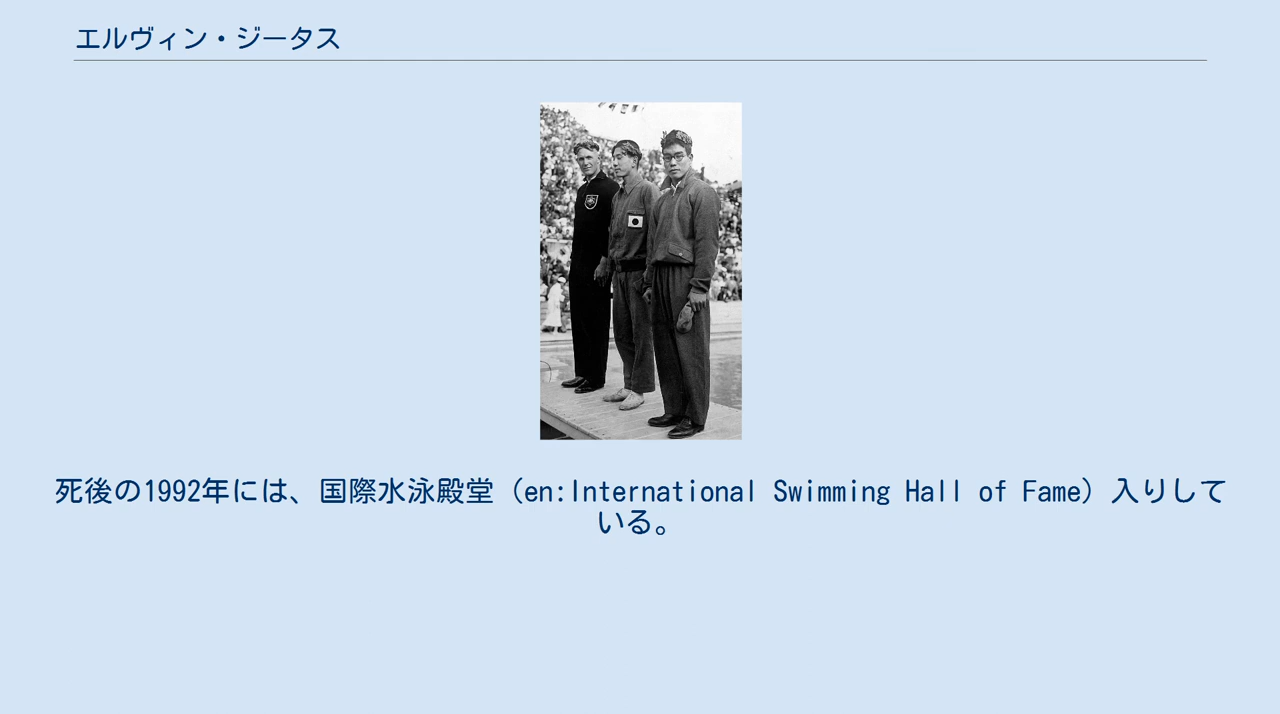 エルヴィン・ジータス
死後の1992年には、国際水泳殿堂（en:International Swimming Hall of Fame）入りして
いる。